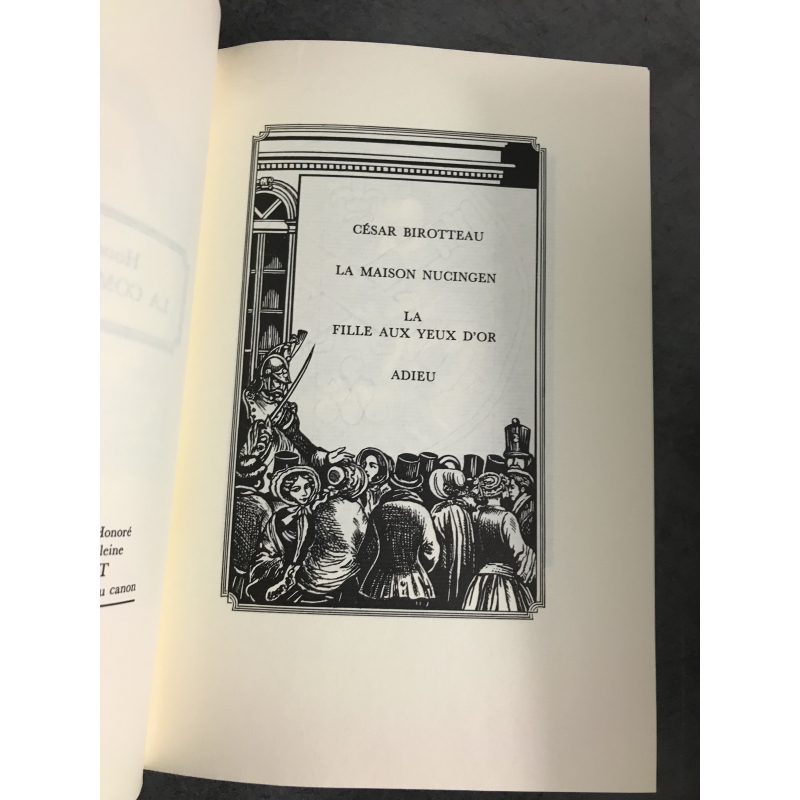 Honoré
leine
T
u canon
CÉSAR BIROTTEAU
LA MAISON NUCINGEN
LA
FILLE AUX YEUX D'OR
ADIEU